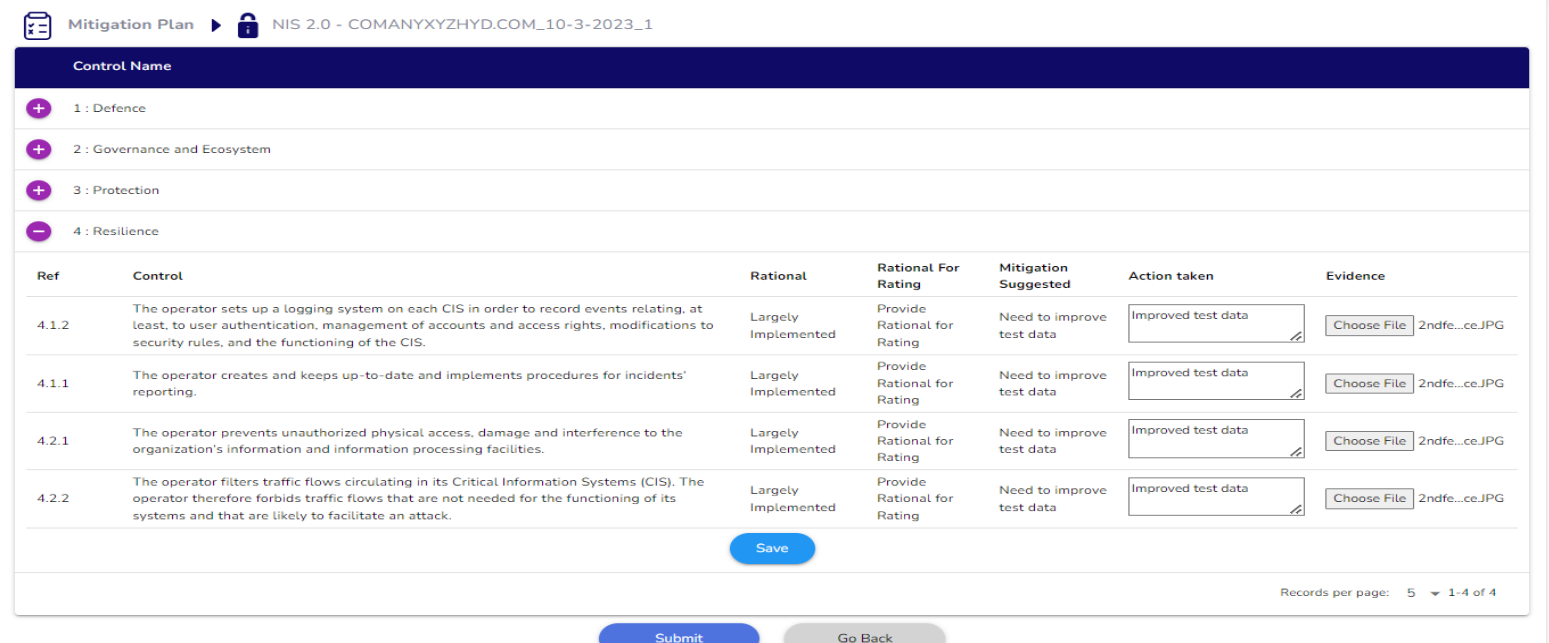 Mitigation Plan NIS 2.0 - COMANYXYZHYD.COM_10-3-2023_1
Control Name
1 : Defence
2 : Governance and Ecosystem
3 : Protection
4 : Resilience
Ref Control Rational Rational For Rating Mitigation Suggested Action taken Evidence
4.1.2
The operator sets up a logging system on each CIS in order to record events relating, at
least, to user authentication, management of accounts and access rights, modifications to
security rules, and the functioning of the CIS.
Largely
Implemented
Provide
Rational for
Rating
Need to improve
test data
Improved test data
Choose File 2ndfe...ce.JPG
4.1.1
The operator creates and keeps up-to-date and implements procedures for incidents'
reporting.
Largely
Implemented
Provide
Rational for
Rating
Need to improve
test data
Improved test data
Choose File 2ndfe...ce.JPG
4.2.1
The operator prevents unauthorized physical access, damage and interference to the
organization's information and information processing facilities.
Largely
Implemented
Provide
Rational for
Rating
Need to improve
test data
Improved test data
Choose File 2ndfe...ce.JPG
4.2.2
The operator filters traffic flows circulating in its Critical Information Systems (CIS). The
operator therefore forbids traffic flows that are not needed for the functioning of its
systems and that are likely to facilitate an attack.
Largely
Implemented
Provide
Rational for
Rating
Need to improve
test data
Improved test data
Choose File 2ndfe...ce.JPG
Save
Records per page: 5 1-4 of 4
Submit Go Back